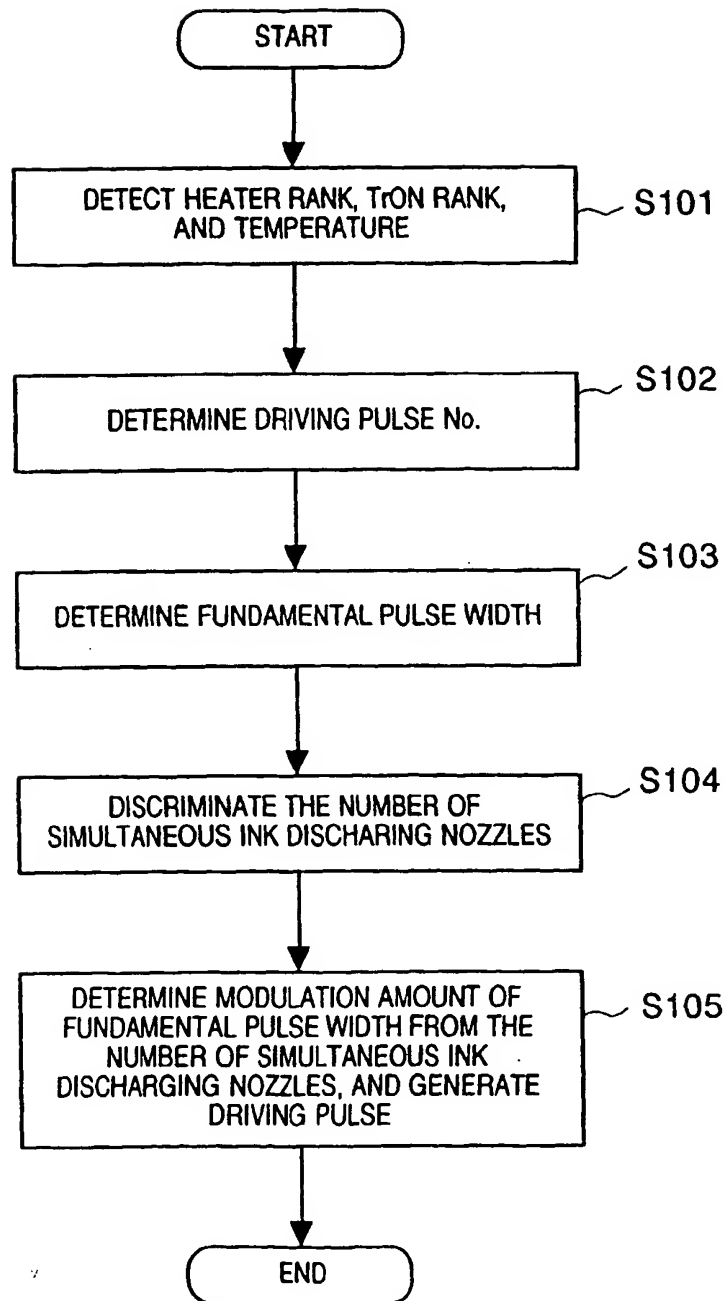 START
DETECT HEATER RANK, TrON RANK,
AND TEMPERATURE
S101
S102
DETERMINE DRIVING PULSE No.
S103
DETERMINE FUNDAMENTAL PULSE WIDTH
S104
DISCRIMINATE THE NUMBER OF
SIMULTANEOUS INK DISCHARING NOZZLES
S105
DETERMINE MODULATION AMOUNT OF
FUNDAMENTAL PULSE WIDTH FROM THE
NUMBER OF SIMULTANEOUS INK
DISCHARGING NOZZLES, AND GENERATE
DRIVING PULSE
END